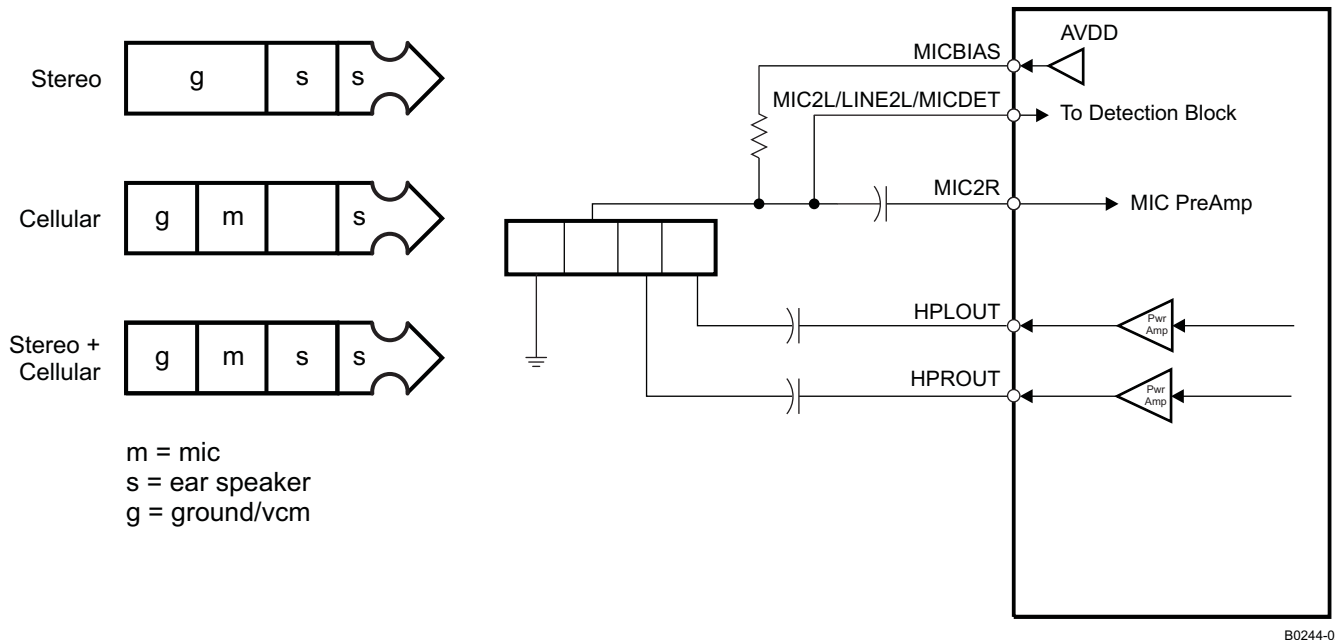 Stereo
g s s
Cellular
g m s
Stereo +
Cellular
g m s s
m = mic
s = ear speaker
g = ground/vcm
AVDD
MICBIAS
MIC2L/LINE2L/MICDET
To Detection Block
MIC2R
MIC PreAmp
HPLOUT
Pwr
Amp
HPROUT
Pwr
Amp
B0244-0